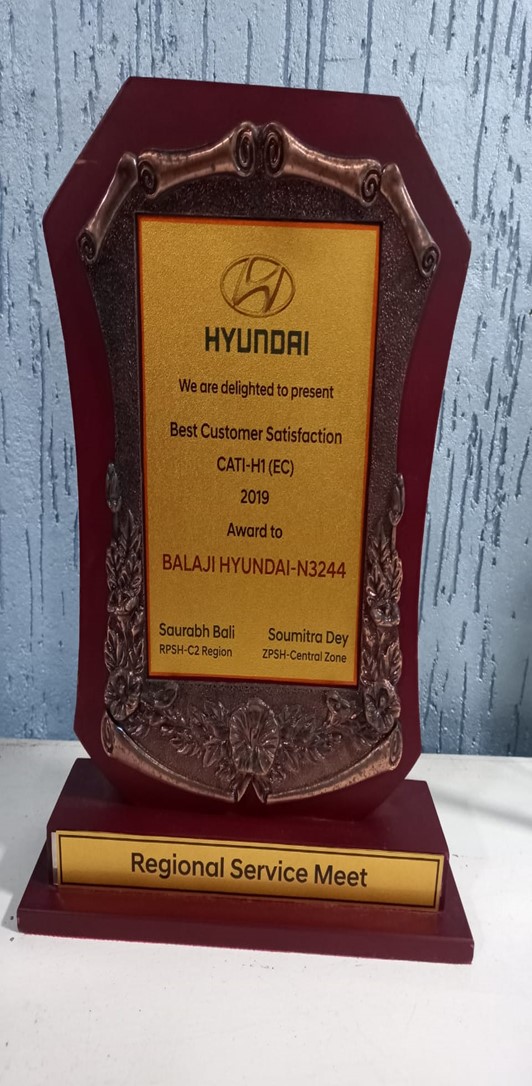 HYUNDAI
We are delighted to present
Best Customer Satisfaction
CATI-H1 (EC)
2019
Award to
BALAJI HYUNDAI-N3244
Saurabh Bali Soumitra Dey
RPSH-C2 Region ZPSH-Central Zone
Regional Service Meet